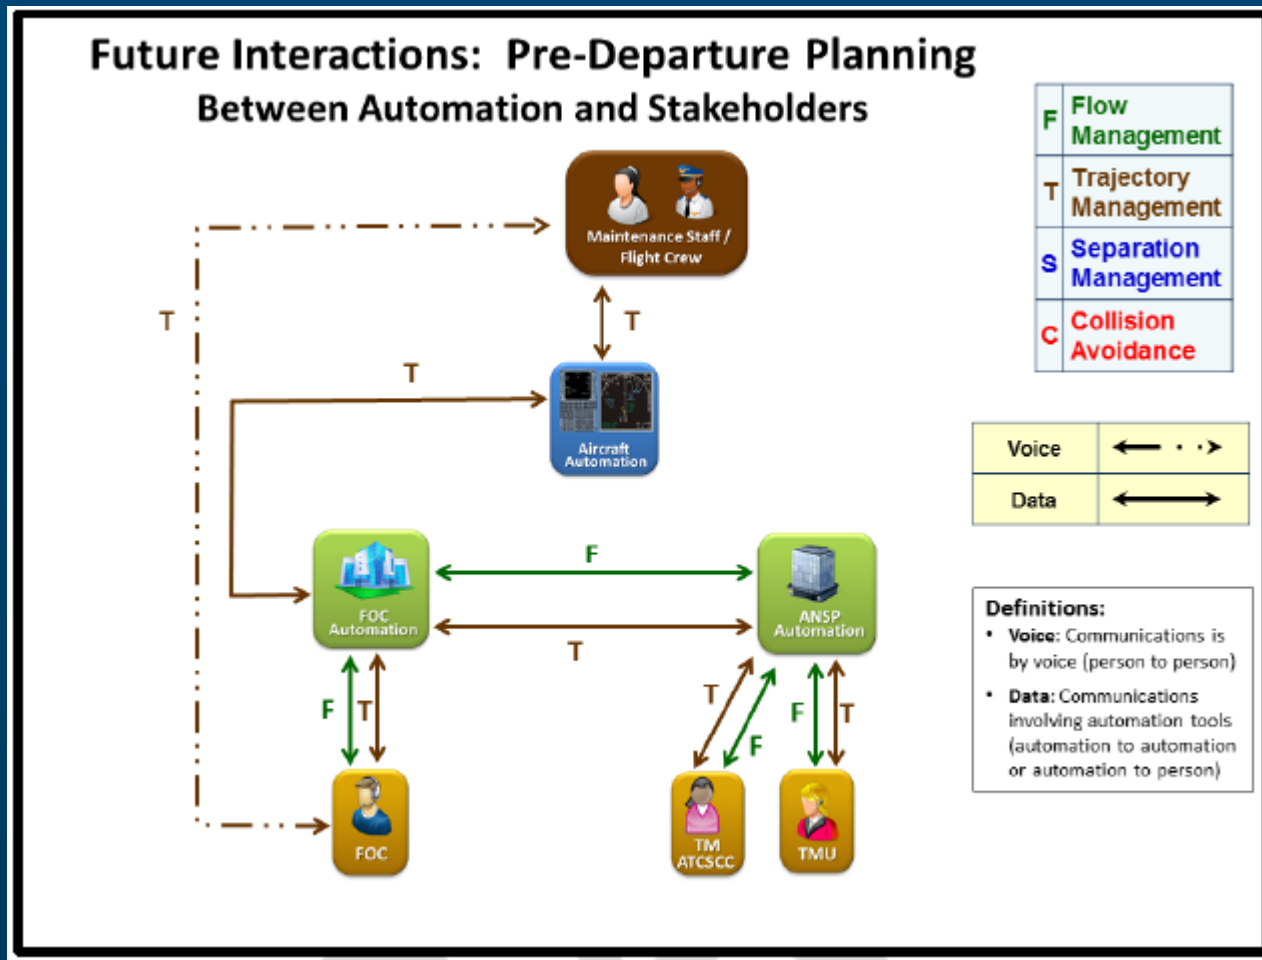 Future Interactions:  Pre-Departure Planning
Between Automation and Stakeholders
F Flow
Management
T Trajectory
Management
S Separation
Management
C Collision
Avoidance
Maintenance Staff /
Flight Crew
T
T
T
Aircraft
Automation
Voice
Data
F
FOC
Automation
ANSP
Automation
T
Definitions:
• Voice: Communications is
by voice (person to person)
• Data: Communications
involving automation tools
(automation to automation
or automation to person)
F T
T F
F T
FOC
TM
ATCSCC
TMU